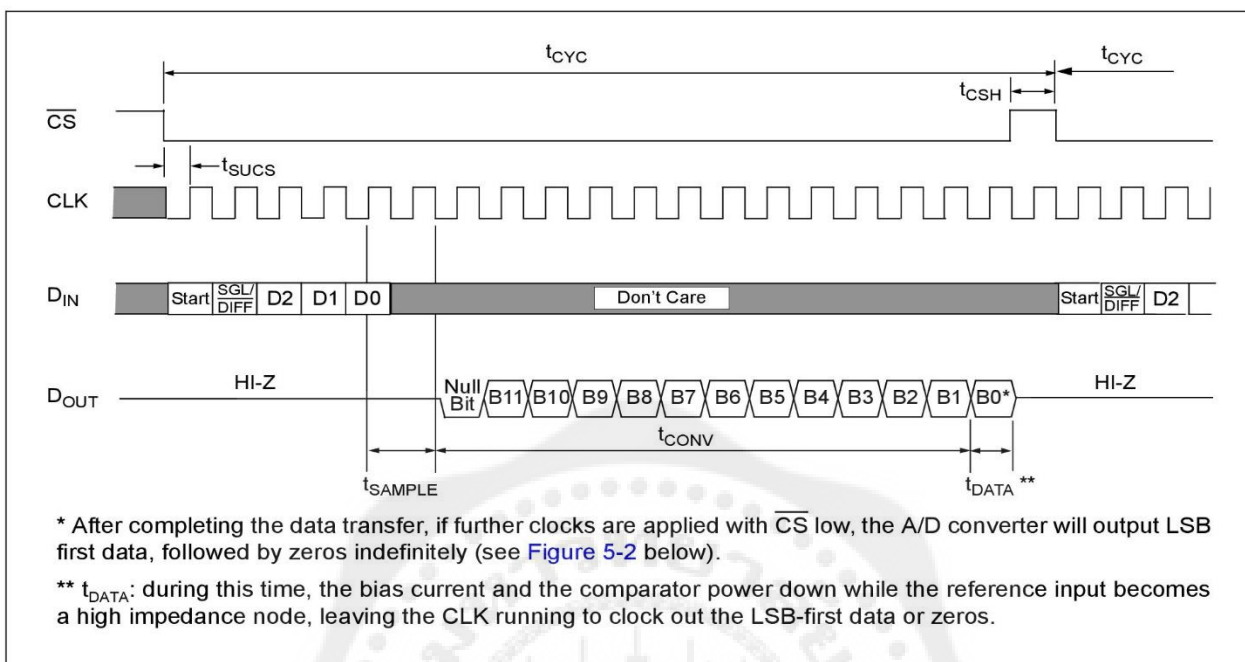 tCYC tCYC
tCSH
CS
tSUCS
CLK
DIN Start SGL/DIFF D2 D1 D0 Don't Care Start SGL/DIFF D2
DOUT HI-Z Null Bit B11 B10 B9 B8 B7 B6 B5 B4 B3 B2 B1 B0* HI-Z
tCONV
tSAMPLE tDATA **
* After completing the data transfer, if further clocks are applied with CS low, the A/D converter will output LSB
first data, followed by zeros indefinitely (see Figure 5-2 below).
** tDATA: during this time, the bias current and the comparator power down while the reference input becomes
a high impedance node, leaving the CLK running to clock out the LSB-first data or zeros.